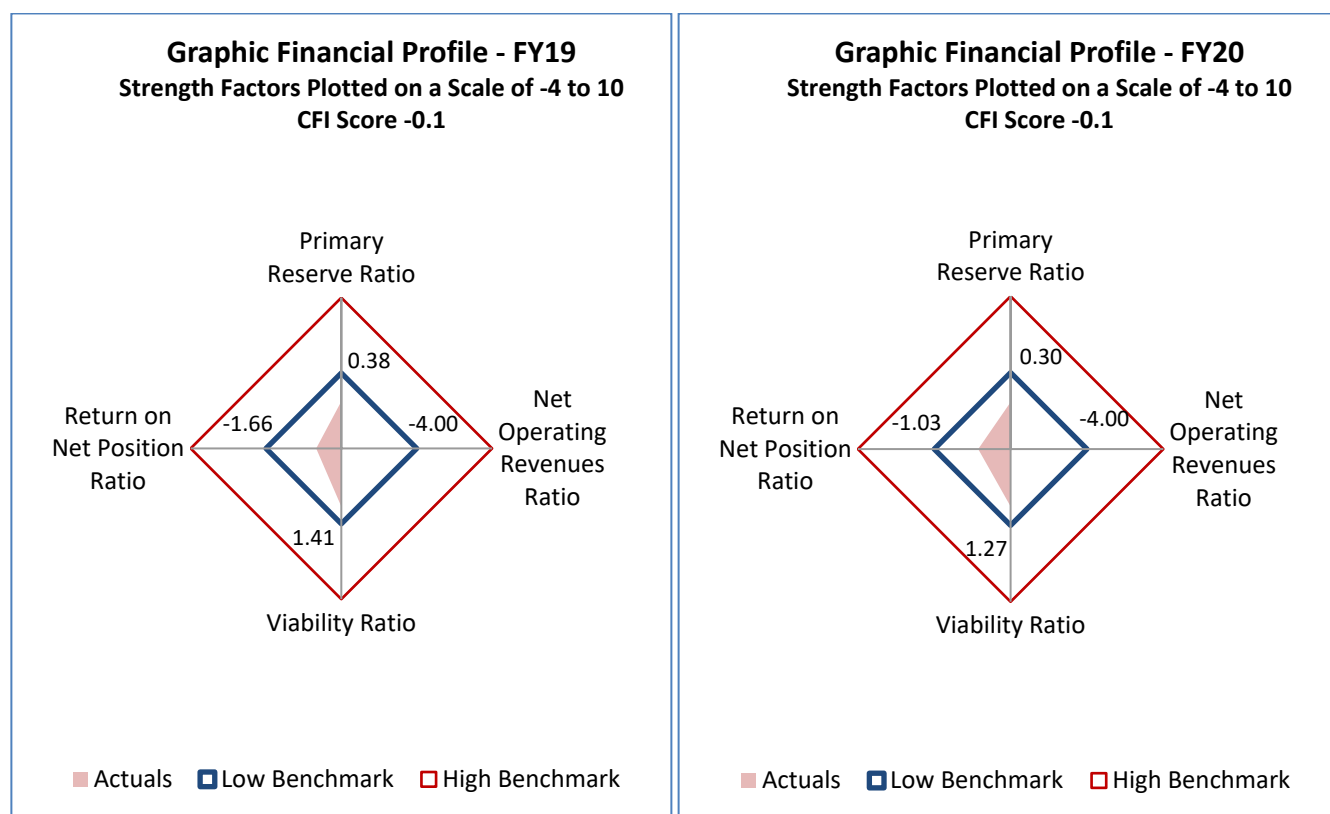 Graphic Financial Profile - FY19
Strength Factors Plotted on a Scale of -4 to 10
CFI Score -0.1
Primary
Reserve Ratio
0.38
Return on
Net Position
Ratio
-1.66
-4.00
Net
Operating
Revenues
Ratio
1.41
Viability Ratio
Actuals
Low Benchmark
High Benchmark
Graphic Financial Profile - FY20
Strength Factors Plotted on a Scale of -4 to 10
CFI Score -0.1
Primary
Reserve Ratio
0.30
Return on
Net Position
Ratio
-1.03
-4.00
Net
Operating
Revenues
Ratio
1.27
Viability Ratio
Actuals
Low Benchmark
High Benchmark